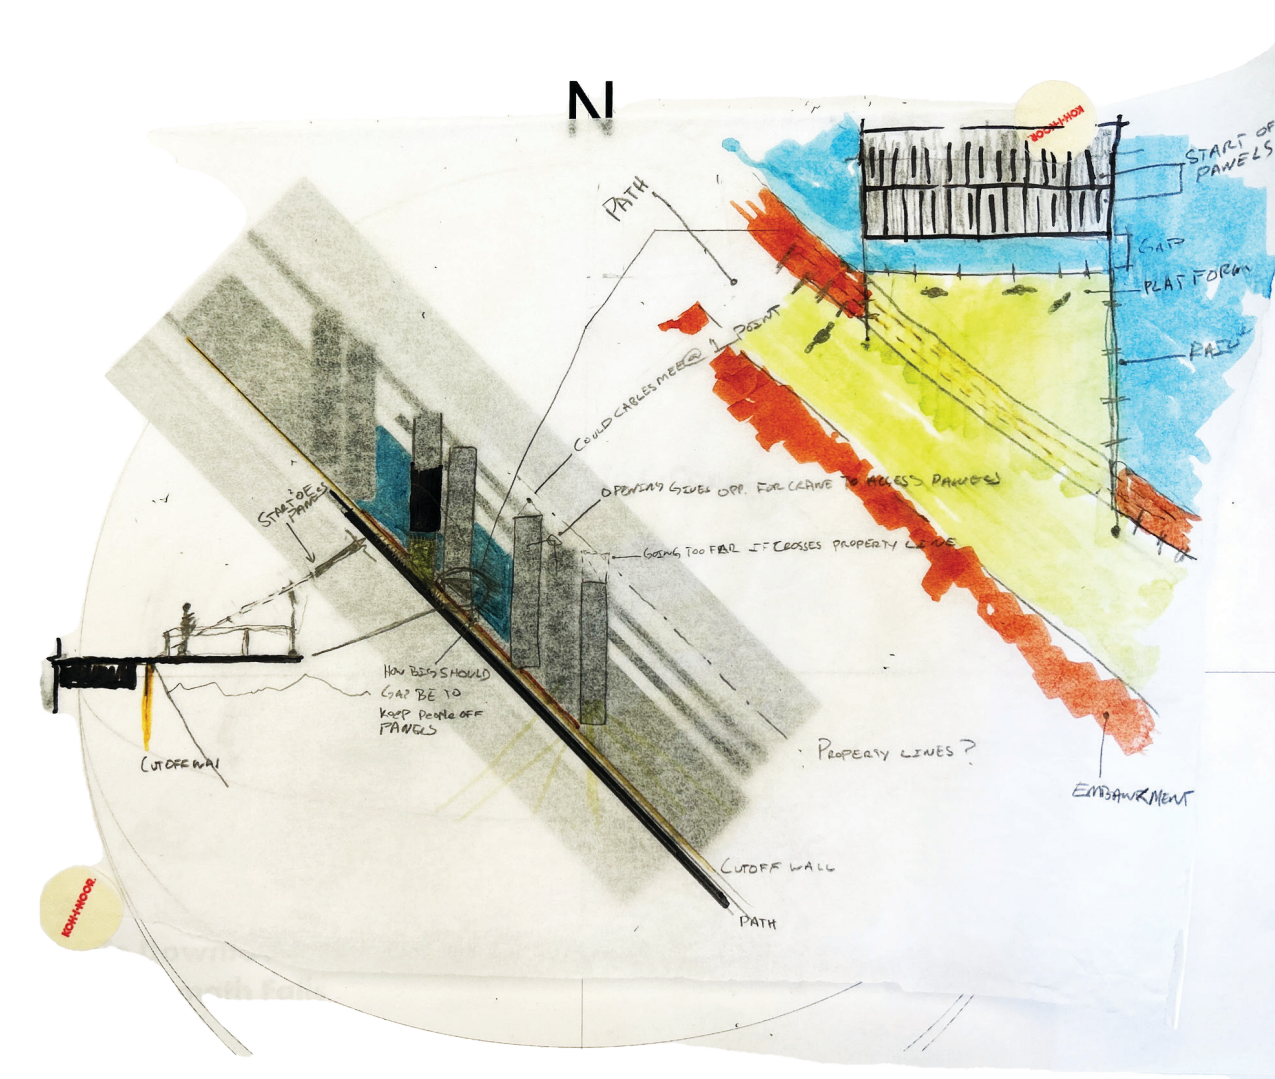 N
KOH-I-NOOR
START OF
PANELS
PATH
GAP
PLATFORM
RAIL
COULD CABLES MEET @ 1 POINT
OPENING GIVES OPP. FOR CRANE TO ACCESS PANELS
START OF
PANELS
GOING TOO FAR IF CROSSES PROPERTY LINE
HOW BIG SHOULD
GAP BE TO
KEEP PEOPLE OFF
PANELS
CUTOFF WAL
PROPERTY LINES?
EMBANKMENT
CUTOFF WALL
PATH
KOH-I-NOOR.